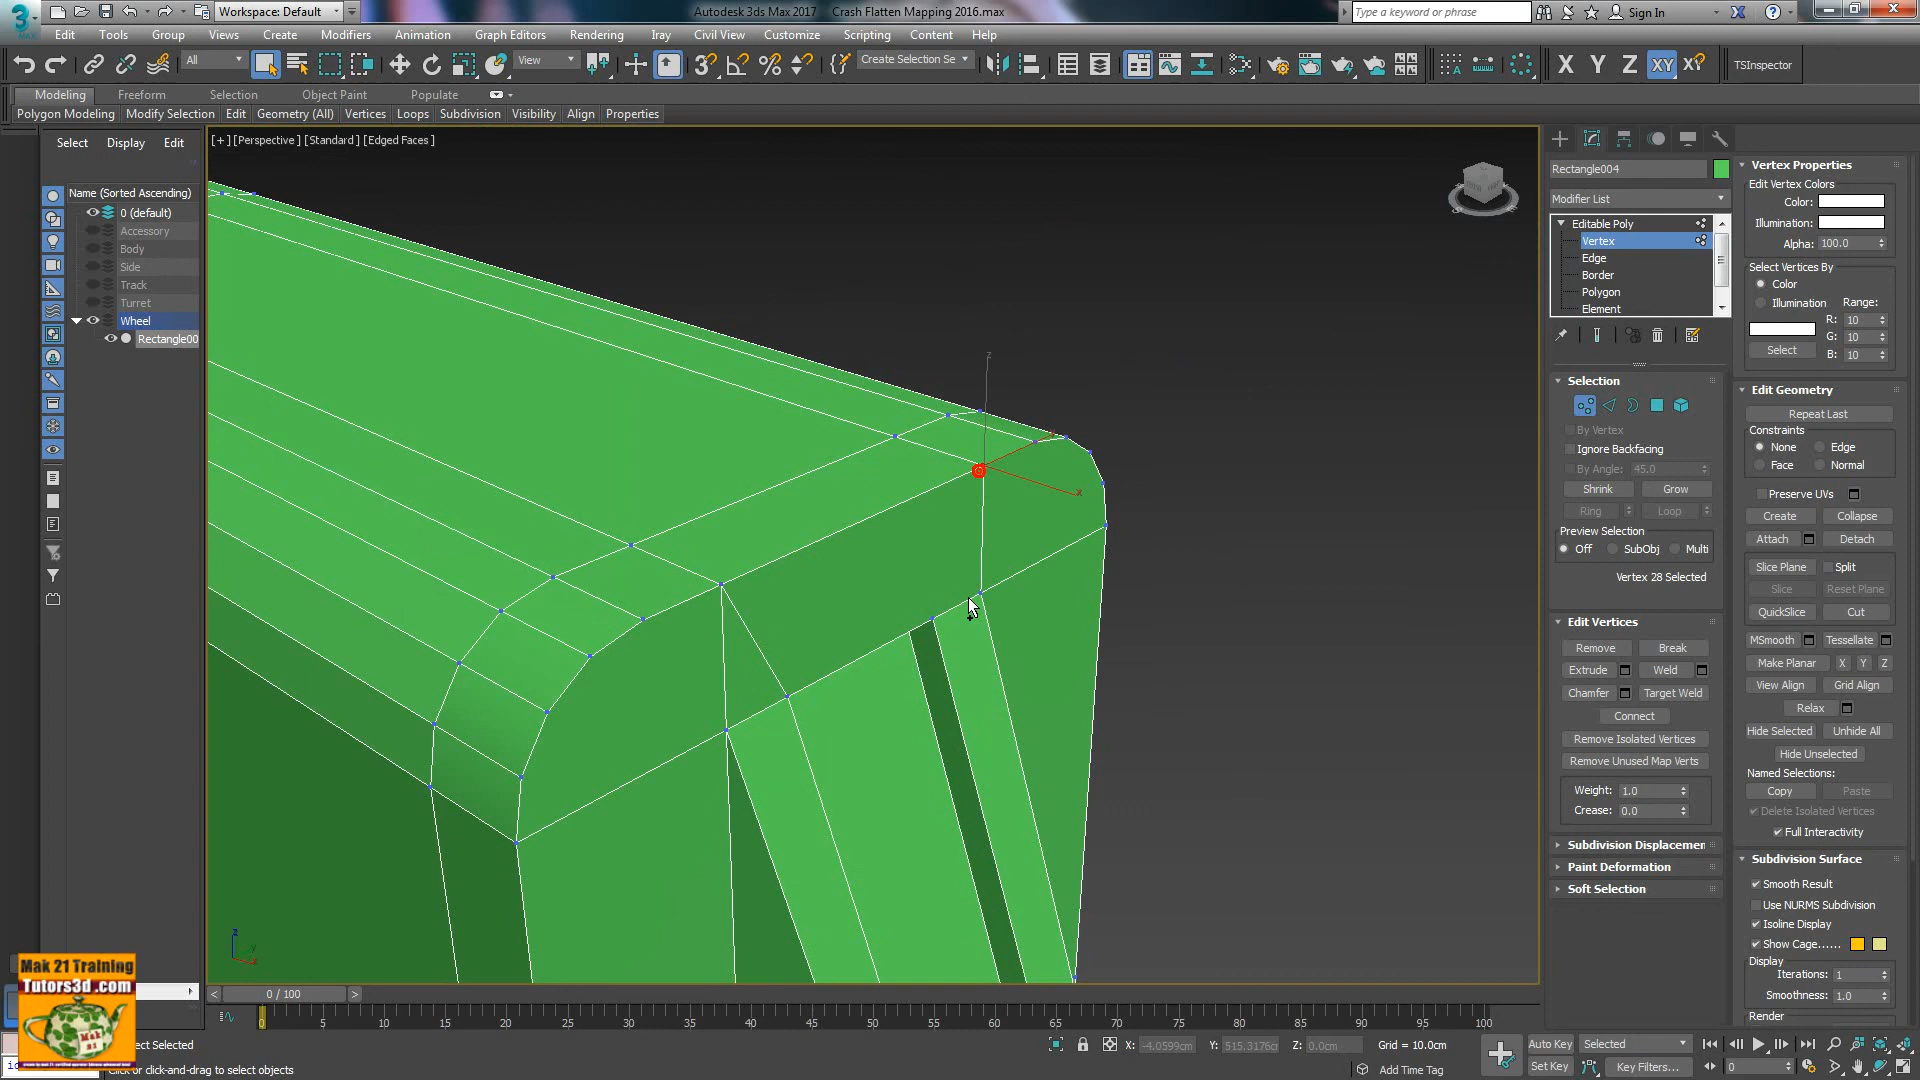 Workspace: Default
Autodesk 3ds Max 2017    Crash Flatten Mapping 2016.max
Type a keyword or phrase
Sign In
Edit Tools Group Views Create Modifiers Animation Graph Editors Rendering Iray Civil View Customize Scripting Content Help
All
View
Create Selection Se
X Y Z XY XY
TSInspector
Modeling Freeform Selection Object Paint Populate
Polygon Modeling Modify Selection Edit Geometry (All) Vertices Loops Subdivision Visibility Align Properties
Select Display Edit
Name (Sorted Ascending)
0 (default)
Accessory
Body
Side
Track
Turret
Wheel
Rectangle00
[+] [Perspective] [Standard] [Edged Faces]
z
x
z
y
x
Rectangle004
Modifier List
Editable Poly
Vertex
Edge
Border
Polygon
Element
Selection
By Vertex
Ignore Backfacing
By Angle: 45.0
Shrink Grow
Ring Loop
Preview Selection
Off SubObj Multi
Vertex 28 Selected
Edit Vertices
Remove Break
Extrude Weld
Chamfer Target Weld
Connect
Remove Isolated Vertices
Remove Unused Map Verts
Weight: 1.0
Crease: 0.0
Subdivision Displacemen
Paint Deformation
Soft Selection
Vertex Properties
Edit Vertex Colors
Color:
Illumination:
Alpha: 100.0
Select Vertices By
Color
Illumination Range:
R: 10
G: 10
Select B: 10
Edit Geometry
Repeat Last
Constraints
None Edge
Face Normal
Preserve UVs
Create Collapse
Attach Detach
Slice Plane Split
Slice Reset Plane
QuickSlice Cut
MSmooth Tessellate
Make Planar X Y Z
View Align Grid Align
Relax
Hide Selected Unhide All
Hide Unselected
Named Selections:
Copy Paste
Delete Isolated Vertices
Full Interactivity
Subdivision Surface
Smooth Result
Use NURMS Subdivision
Isoline Display
Show Cage......
Display
Iterations: 1
Smoothness: 1.0
Render
< 0 / 100 >
0 5 10 15 20 25 30 35 40 45 50 55 60 65 70 75 80 85 90 95 100
Mak 21 Training
Tutors3d .com
Mak 21
ect Selected
Click or click-and-drag to select objects
X: -4.0599cm Y: 515.3176c Z: 0.0cm Grid = 10.0cm
Add Time Tag
Auto Key Selected
Set Key Key Filters...
0